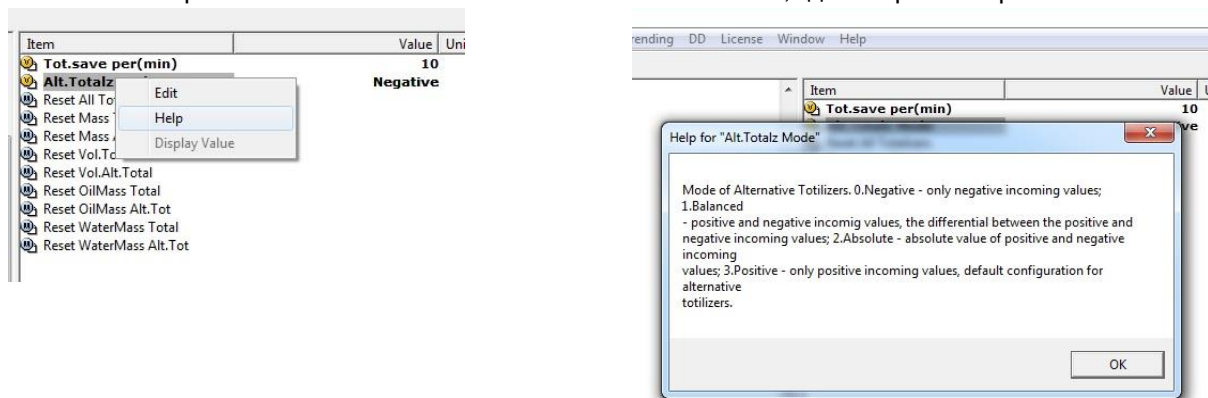 Item Value Uni
Tot.save per(min) 10
Alt.Totalz Negative
Reset All To
Reset Mass
Reset Mass
Reset Vol.To
Reset Vol.Alt.Total
Reset OilMass Total
Reset OilMass Alt.Tot
Reset WaterMass Total
Reset WaterMass Alt.Tot
Edit
Help
Display Value
rending DD License Window Help
Item Value U
Tot.save per(min) 10
ve
Help for "Alt.Totalz Mode"
Mode of Alternative Totilizers. 0.Negative - only negative incoming values;
1.Balanced
- positive and negative incomig values, the differential between the positive and
negative incoming values; 2.Absolute - absolute value of positive and negative
incoming
values; 3.Positive - only positive incoming values, default configuration for
alternative
totilizers.
OK